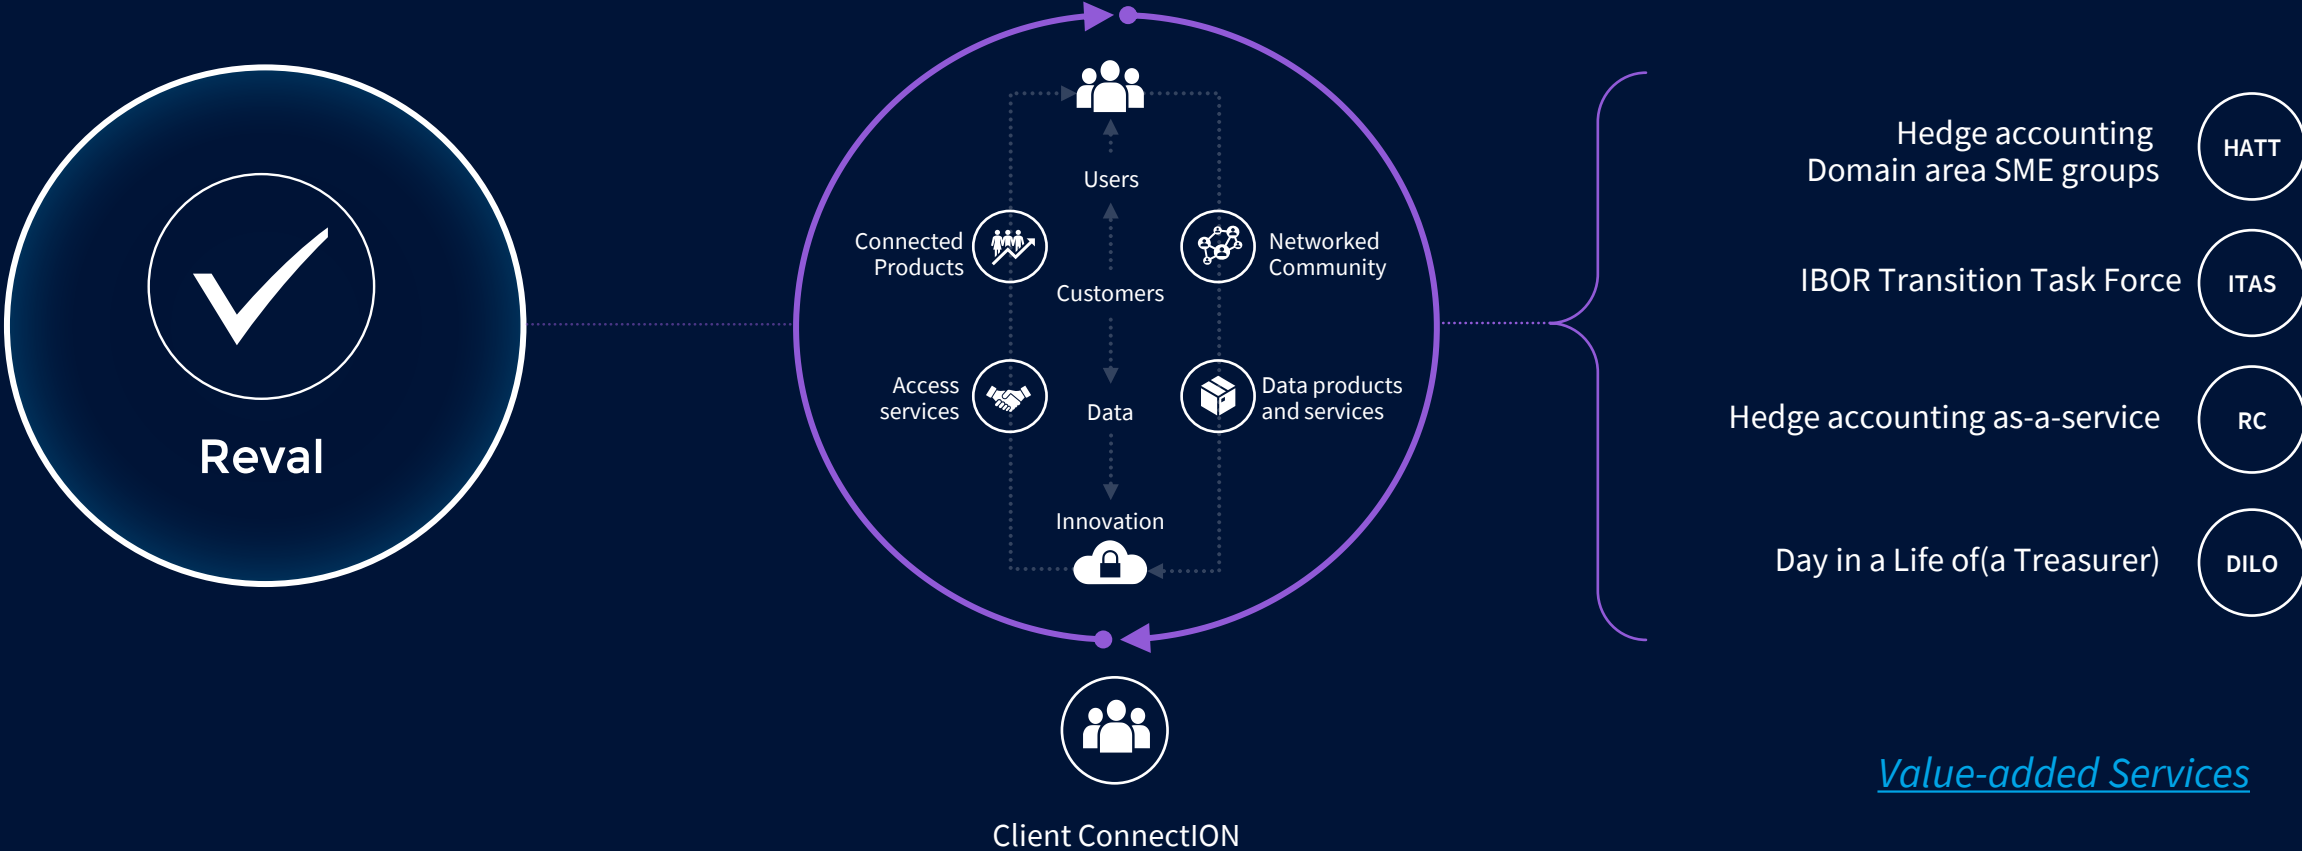 Reval
Users
Connected
Products
Networked
Community
Customers
Access
services
Data
Data products
and services
Innovation
Client ConnectION
Hedge accounting
Domain area SME groups
HATT
IBOR Transition Task Force
ITAS
Hedge accounting as-a-service
RC
Day in a Life of(a Treasurer)
DILO
Value-added Services